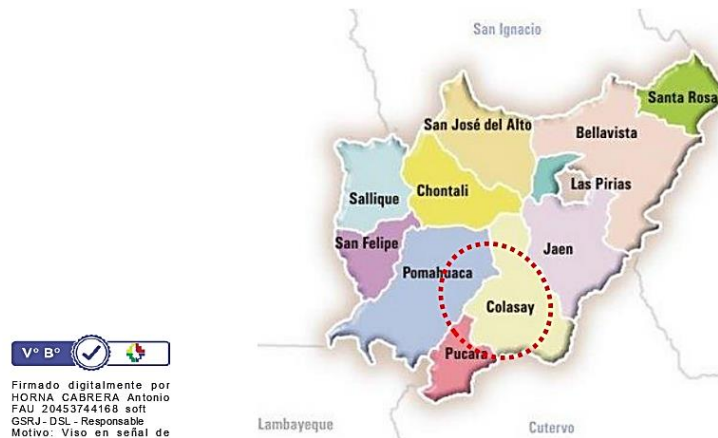 San Ignacio
Santa Rosa
San José del Alto
Bellavista
Las Pirias
Chontali
Sallique
San Felipe
Jaen
Pomahuaca
Colasay
Pucara
V° B°
Firmado digitalmente por
HORNA CABRERA Antonio
FAU 20453744168 soft
GSRJ - DSL - Responsable
Motivo: Viso en señal de
Lambayeque
Cutervo